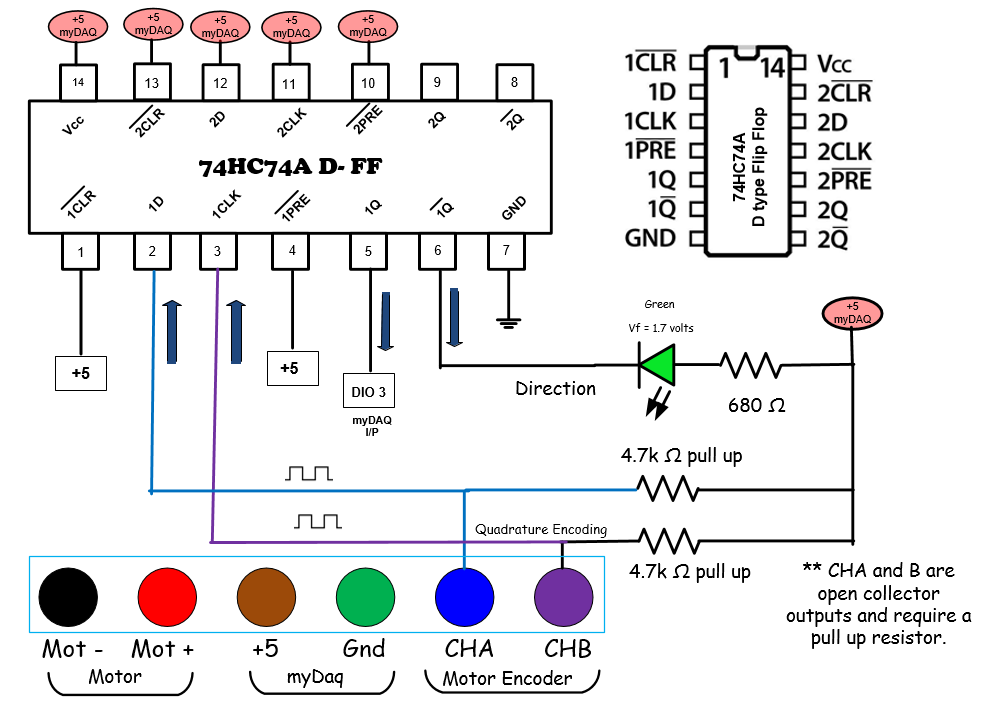 +5
myDAQ
+5
myDAQ
+5
myDAQ
+5
myDAQ
+5
myDAQ
14
13
12
11
10
9
8
Vcc
2CLR
2D
2CLK
2PRE
2Q
2Q
74HC74A D- FF
1CLR
1D
1CLK
1PRE
1Q
1Q
GND
1
2
3
4
5
6
7
+5
+5
DIO 3
myDAQ
I/P
1CLR
1D
1CLK
1PRE
1Q
1Q
GND
1 14
74HC74A
D type Flip Flop
Vcc
2CLR
2D
2CLK
2PRE
2Q
2Q
Green
Vf = 1.7 volts
+5
myDAQ
Direction
680 Ω
4.7k Ω pull up
Quadrature Encoding
4.7k Ω pull up
** CHA and B are
open collector
outputs and require a
pull up resistor.
Mot -
Mot +
+5
Gnd
CHA
CHB
Motor
myDaq
Motor Encoder